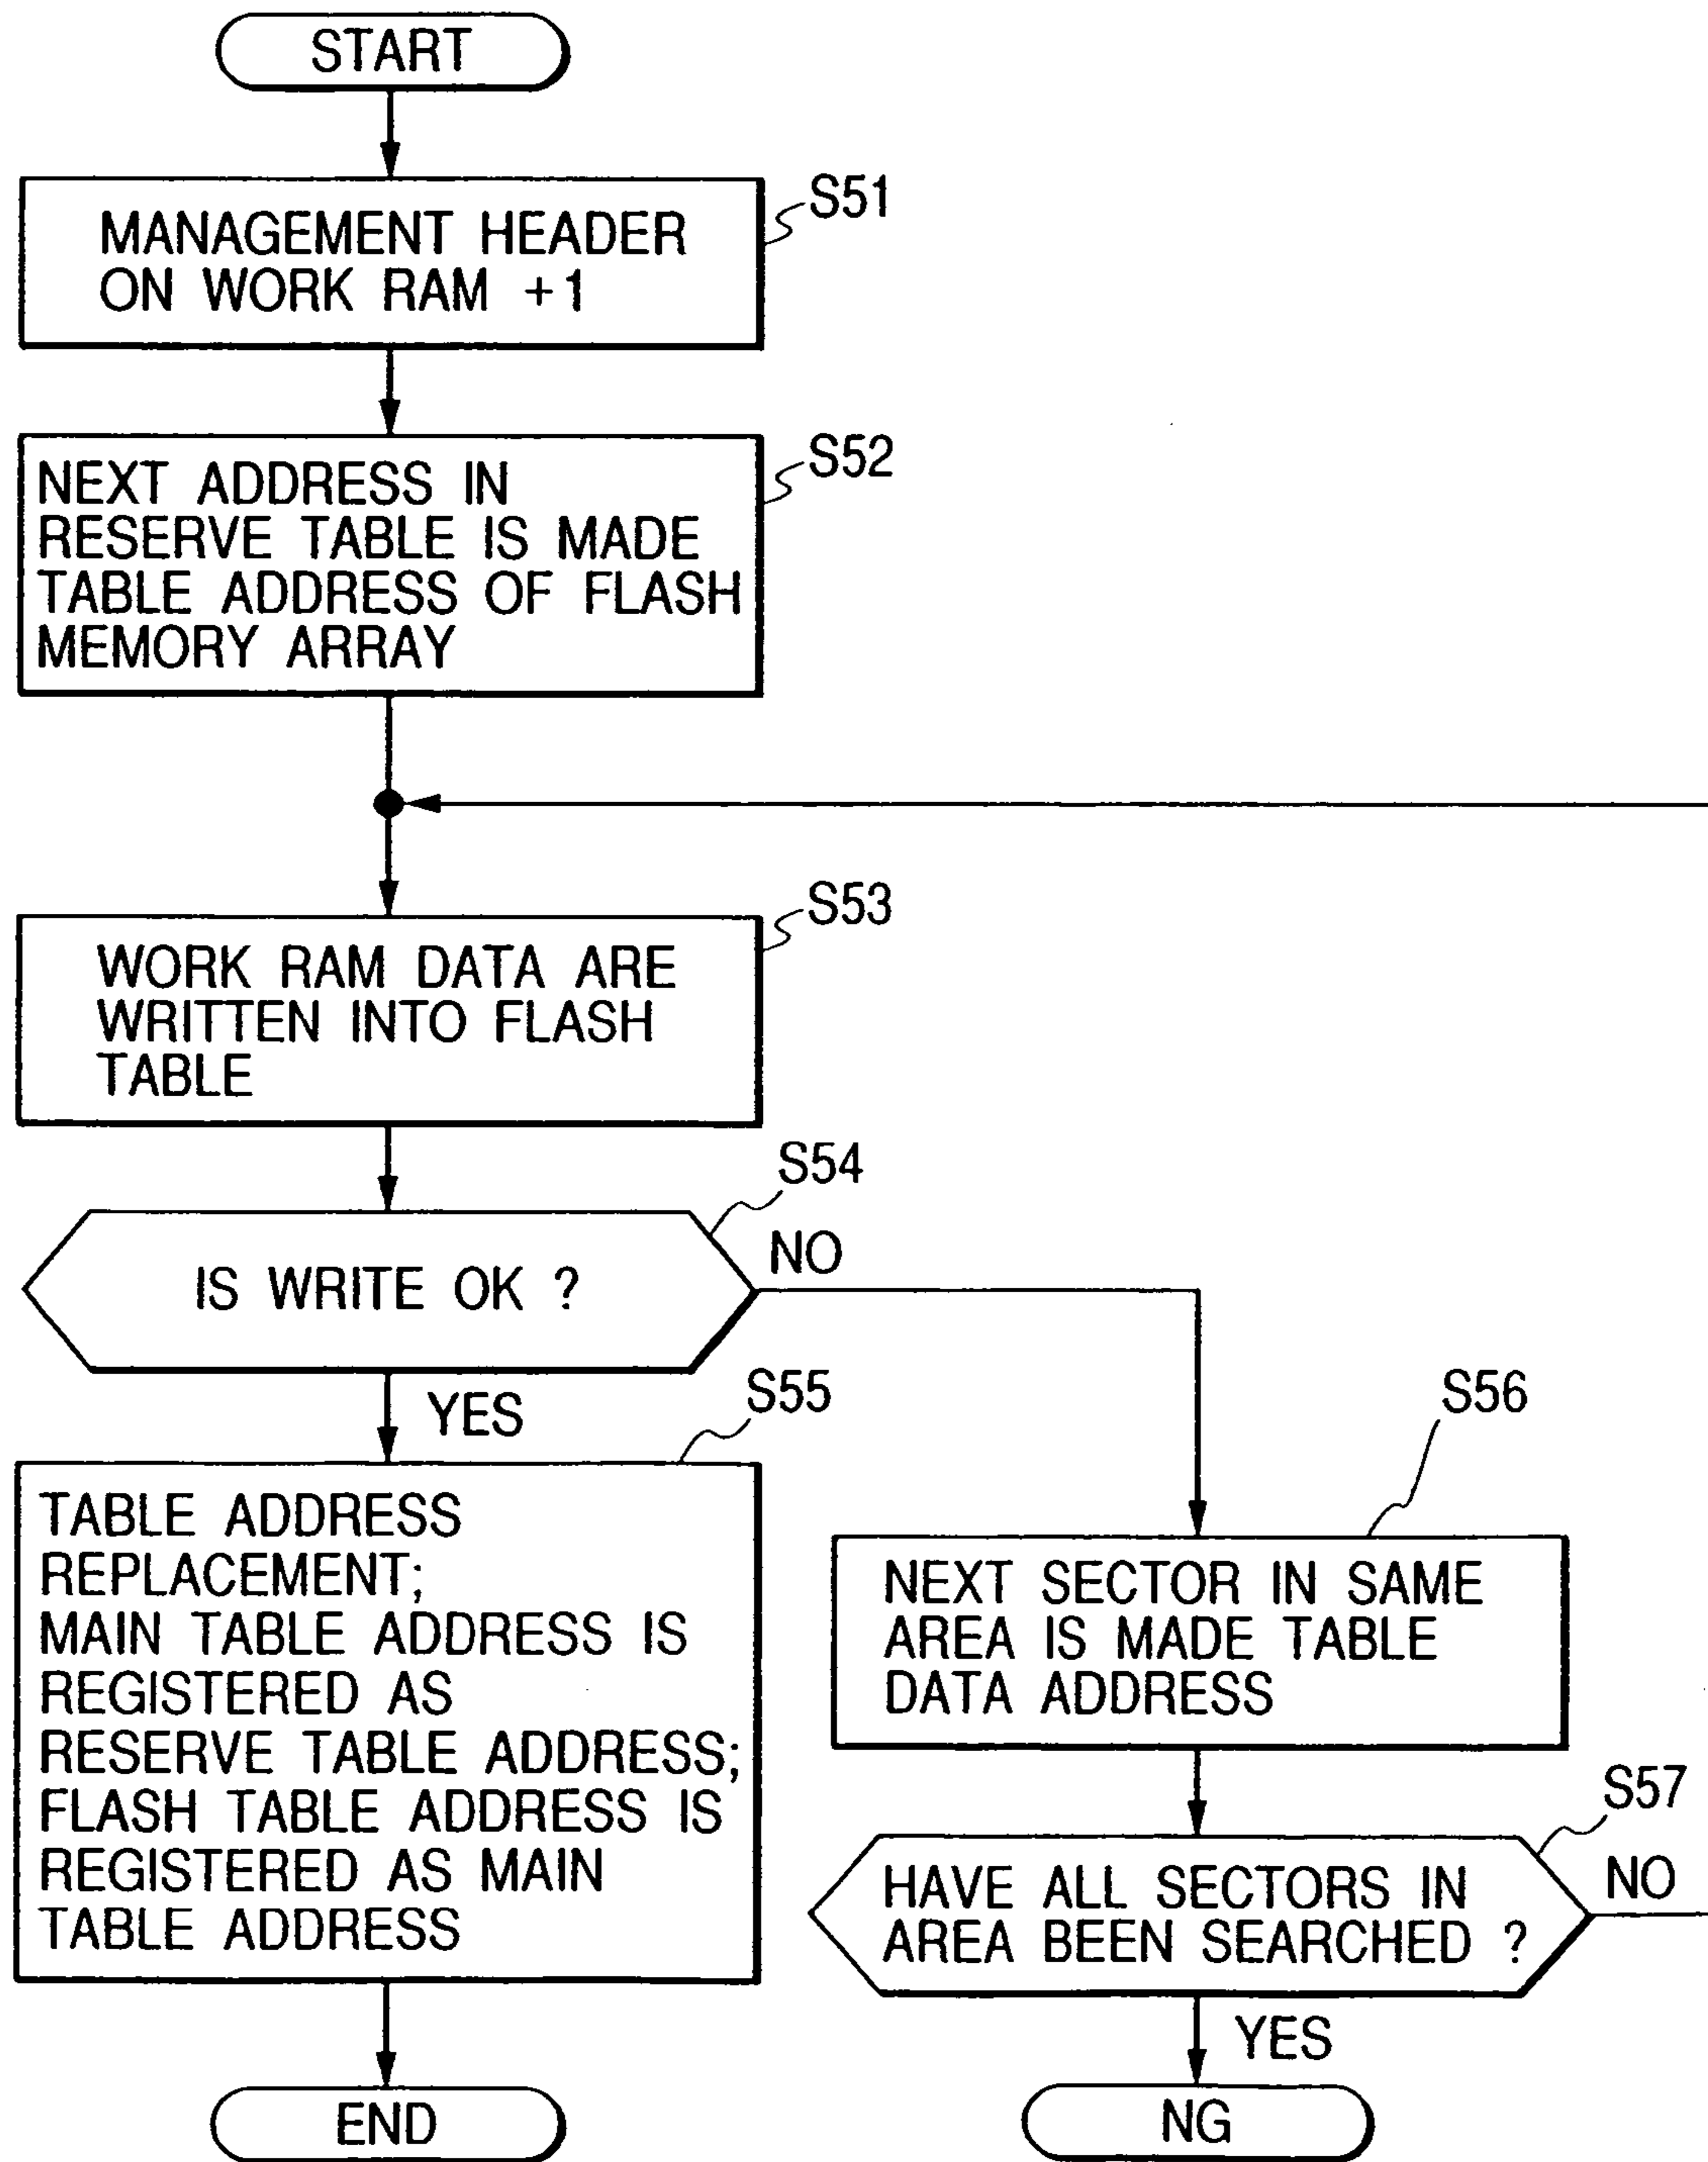 START
S51
MANAGEMENT HEADER
ON WORK RAM +1
S52
NEXT ADDRESS IN
RESERVE TABLE IS MADE
TABLE ADDRESS OF FLASH
MEMORY ARRAY
S53
WORK RAM DATA ARE
WRITTEN INTO FLASH
TABLE
S54
IS WRITE OK ?
NO
YES
S55
TABLE ADDRESS
REPLACEMENT;
MAIN TABLE ADDRESS IS
REGISTERED AS
RESERVE TABLE ADDRESS;
FLASH TABLE ADDRESS IS
REGISTERED AS MAIN
TABLE ADDRESS
END
S56
NEXT SECTOR IN SAME
AREA IS MADE TABLE
DATA ADDRESS
S57
HAVE ALL SECTORS IN
AREA BEEN SEARCHED ?
NO
YES
NG